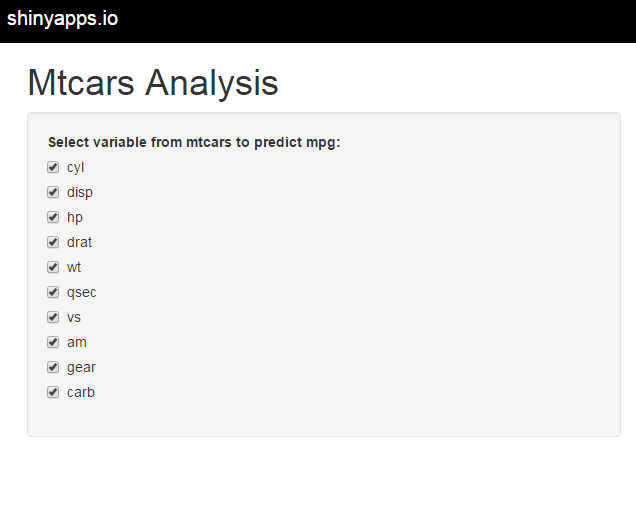 shinyapps.io
Mtcars Analysis
Select variable from mtcars to predict mpg:
cyl
disp
hp
drat
wt
qsec
vs
am
gear
carb